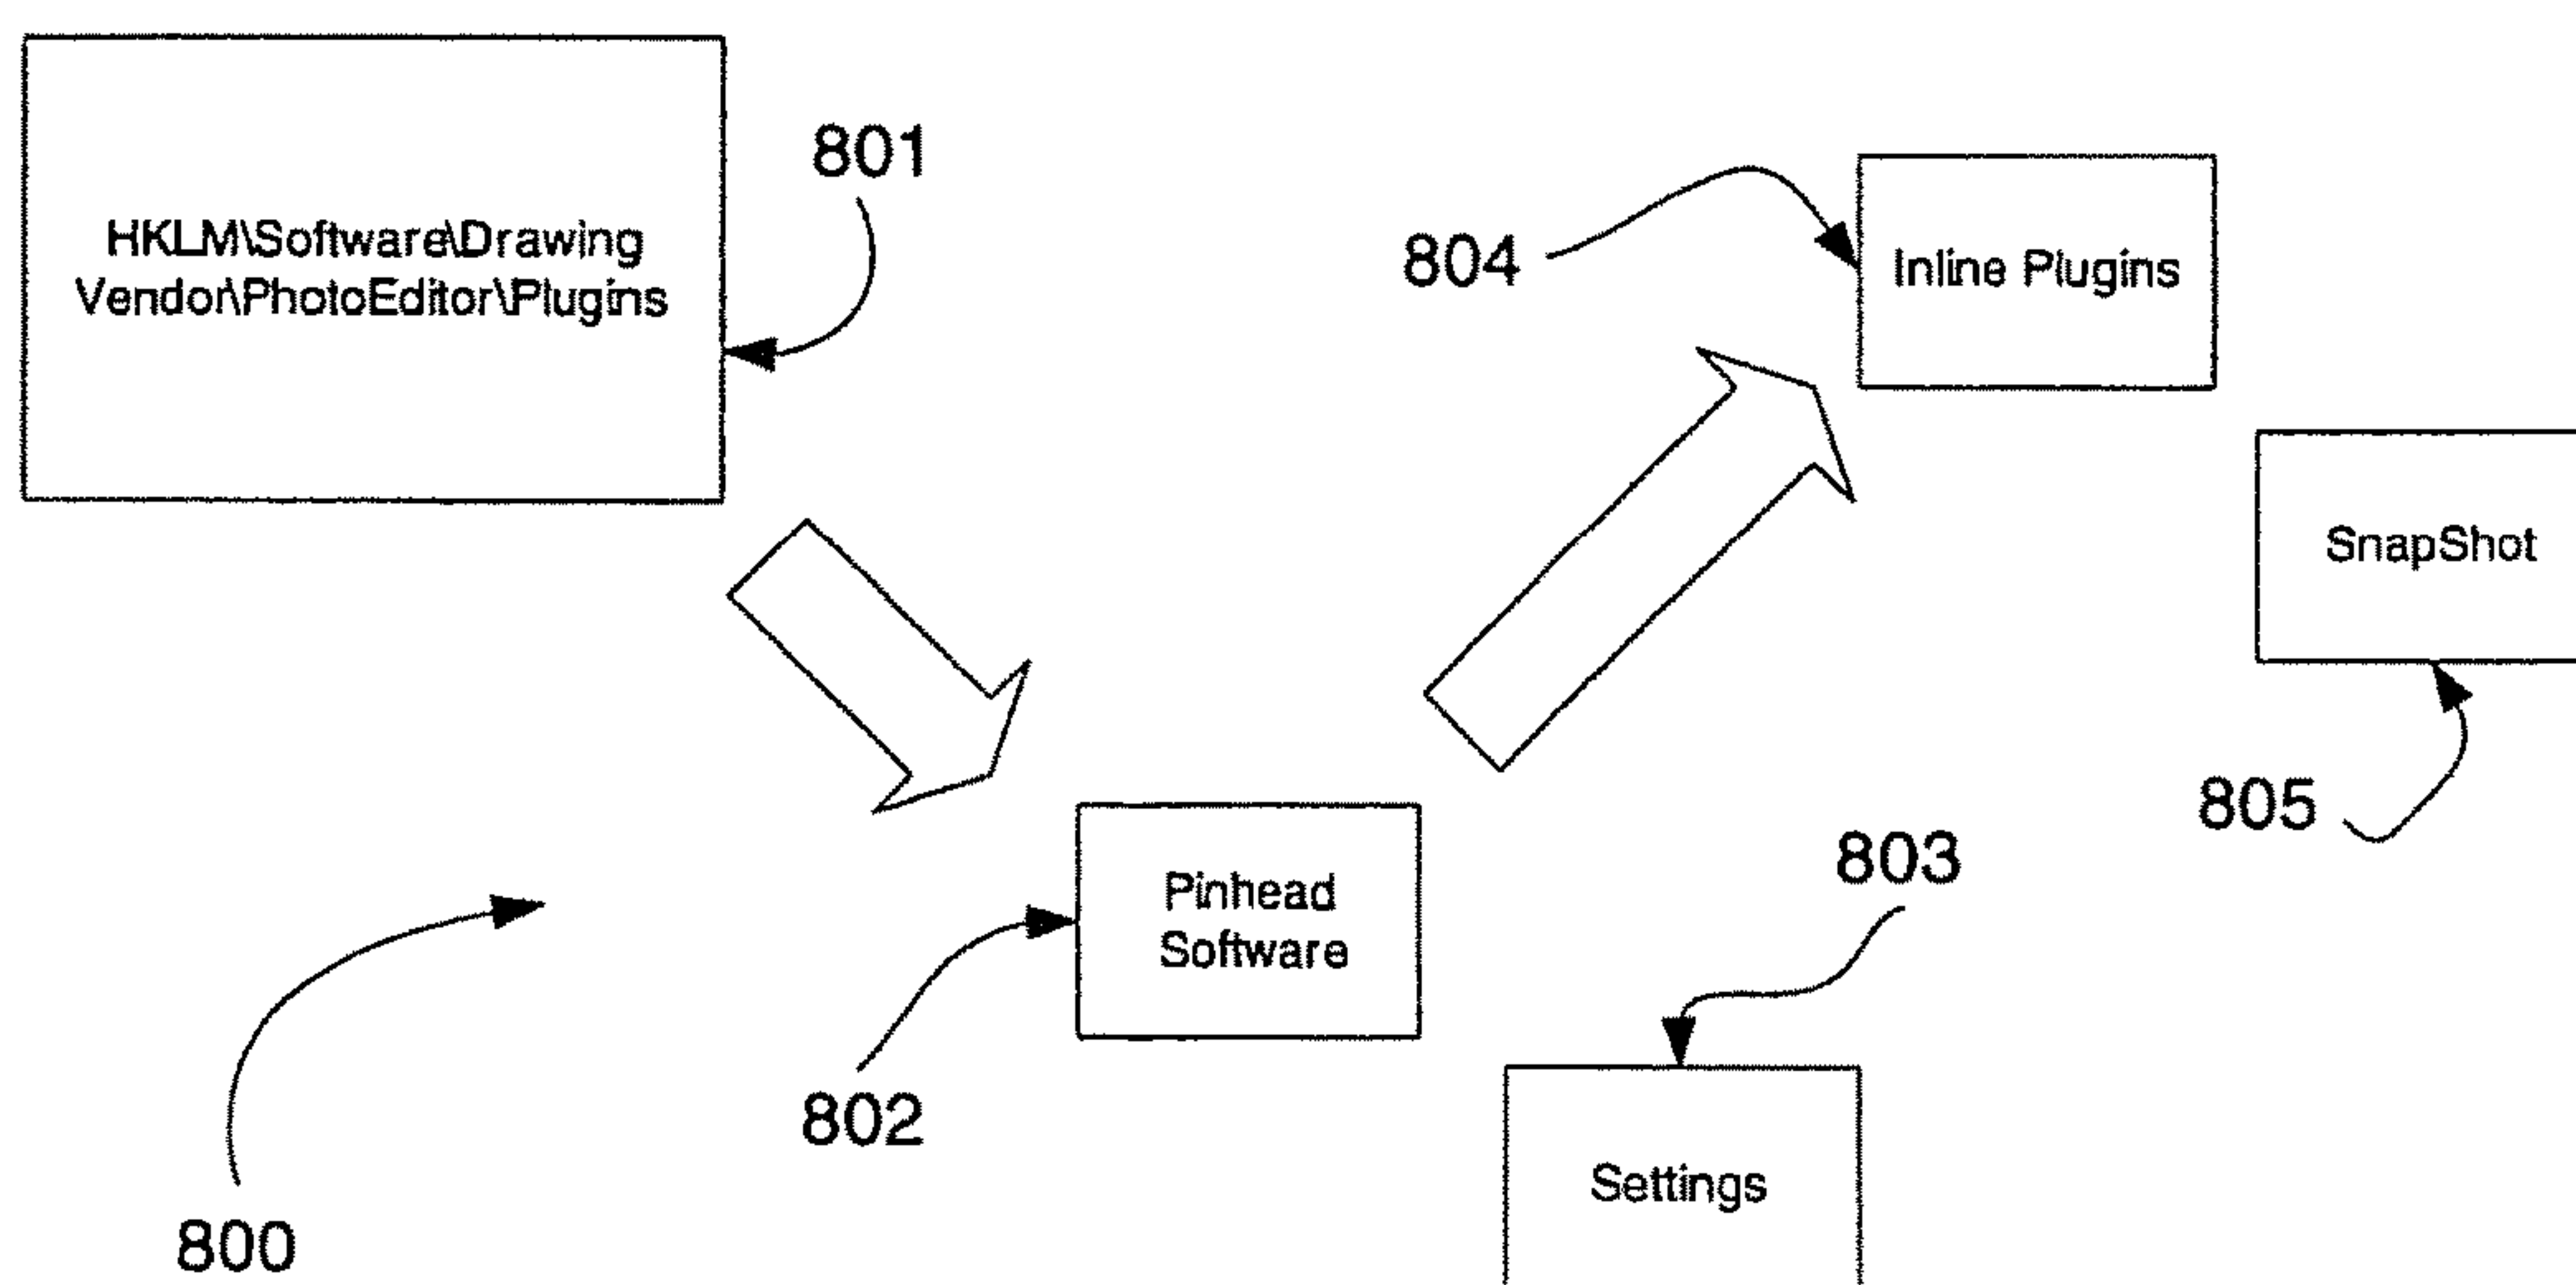 801
HKLM\Software\Drawing
Vendor\PhotoEditor\Plugins
804
Inline Plugins
SnapShot
805
803
Pinhead
Software
802
Settings
800